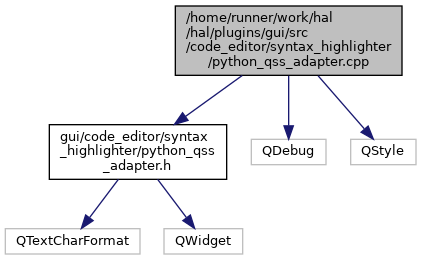 /home/runner/work/hal
/hal/plugins/gui/src
/code_editor/syntax_highlighter
/python_qss_adapter.cpp
gui/code_editor/syntax
_highlighter/python_qss
_adapter.h
QDebug
QStyle
QTextCharFormat
QWidget